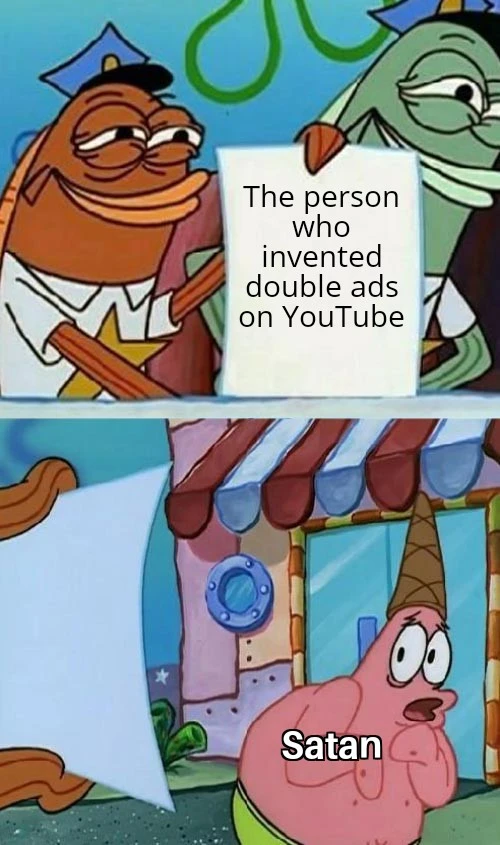 The person
who
invented
double ads
on YouTube
Satan